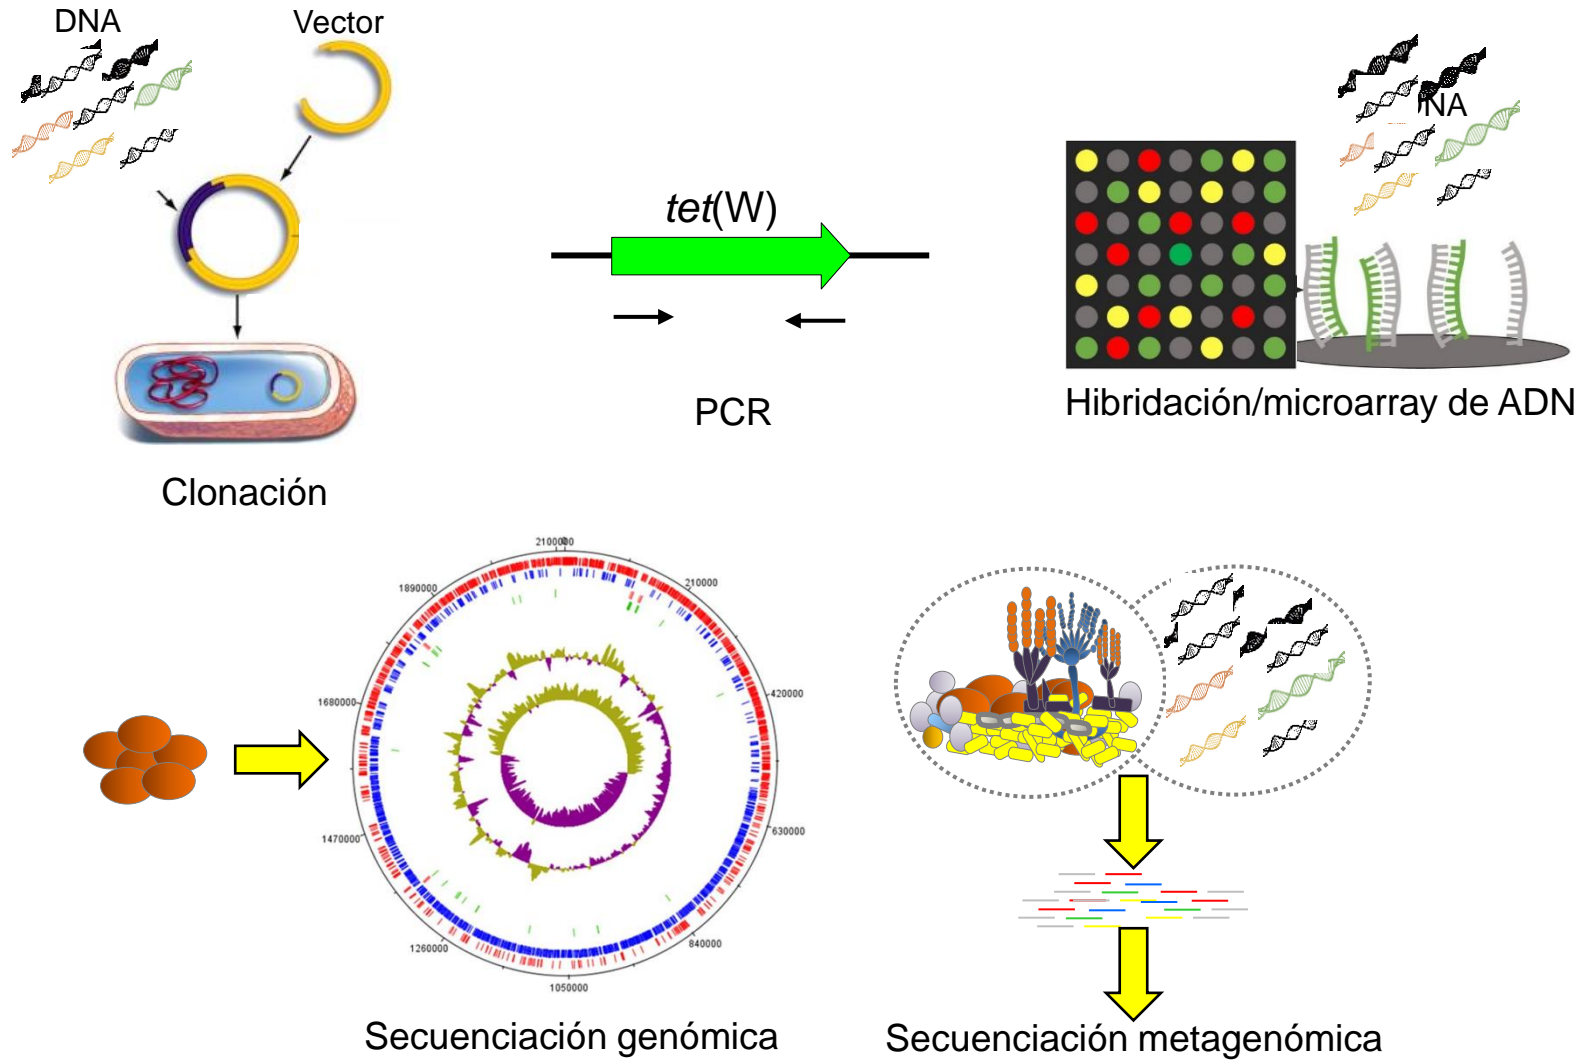 DNA
Vector
NA
tet(W)
PCR
Hibridación/microarray de ADN
Clonación
2100000
0
210000
420000
630000
840000
1050000
1260000
1470000
1680000
1890000
Secuenciación genómica
Secuenciación metagenómica